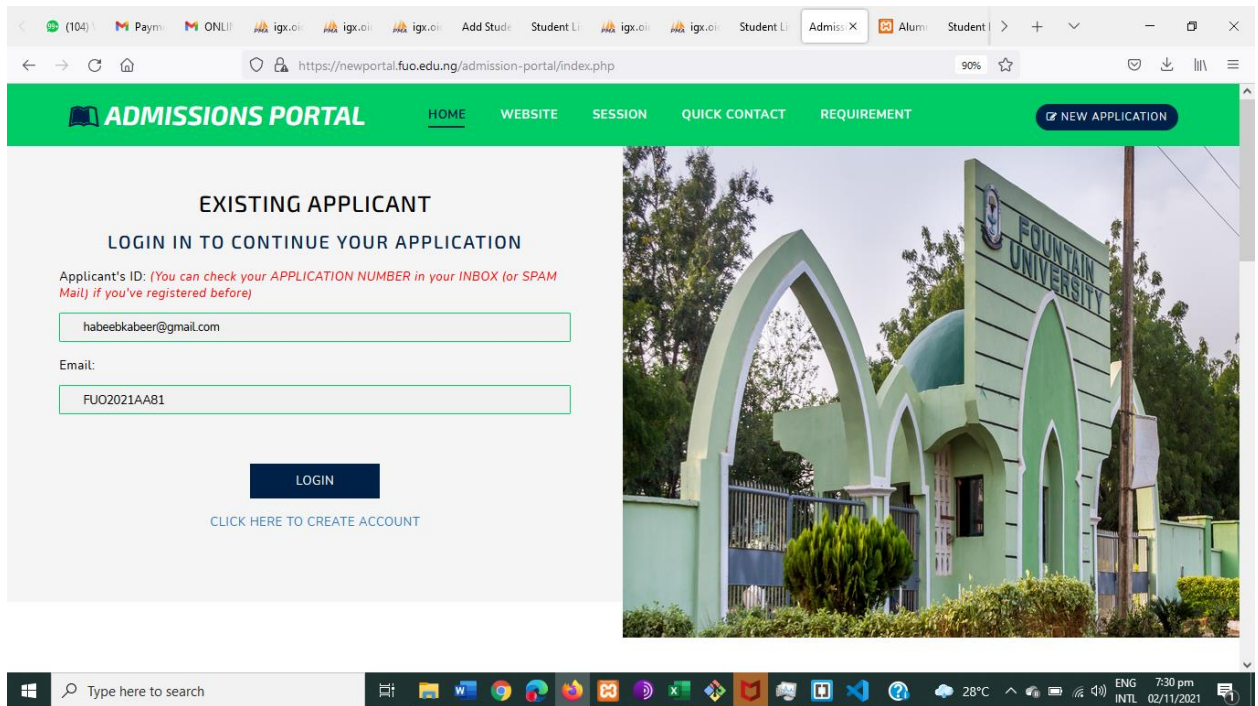 (104)
M Payme
M ONLI
igx.oi
igx.oi
igx.oi
Add Stude
Student Li
igx.oi
igx.oi
Student Li
Admiss
Alum
Student
https://newportal.fuo.edu.ng/admission-portal/index.php
90%
ADMISSIONS PORTAL
HOME
WEBSITE
SESSION
QUICK CONTACT
REQUIREMENT
NEW APPLICATION
EXISTING APPLICANT
LOGIN IN TO CONTINUE YOUR APPLICATION
Applicant's ID: (You can check your APPLICATION NUMBER in your INBOX (or SPAM
Mail) if you've registered before)
habeebkabeer@gmail.com
Email:
FUO2021AA81
LOGIN
CLICK HERE TO CREATE ACCOUNT
FOUNTAIN
UNIVERSITY
Type here to search
28°C
ENG
INTL
7:30 pm
02/11/2021